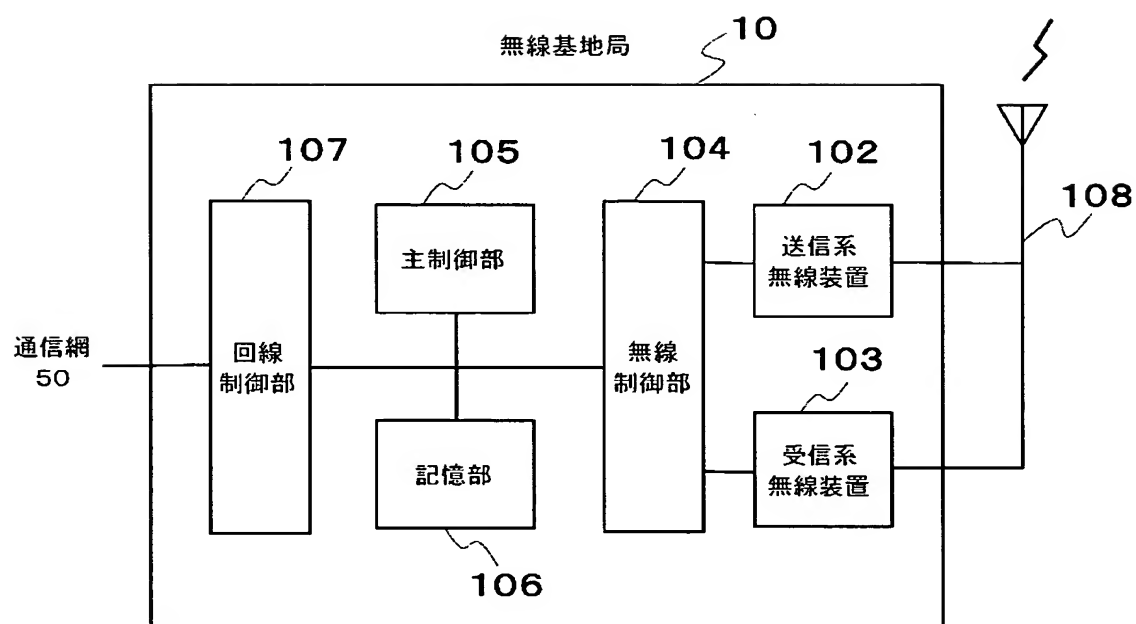 無線基地局
10
107
105
104
102
108
主制御部
送信系
無線装置
通信網
50
回線
制御部
無線
制御部
103
記憶部
受信系
無線装置
106